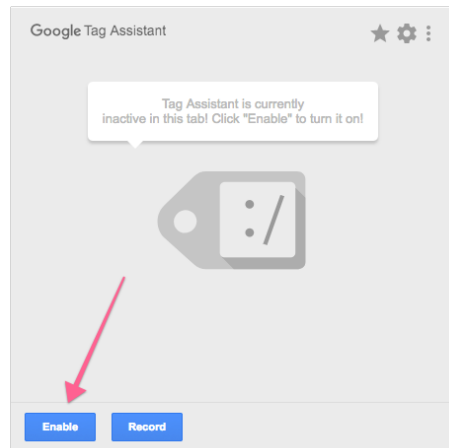 Google Tag Assistant
Tag Assistant is currently
inactive in this tab! Click "Enable" to turn it on!
:/
Enable
Record